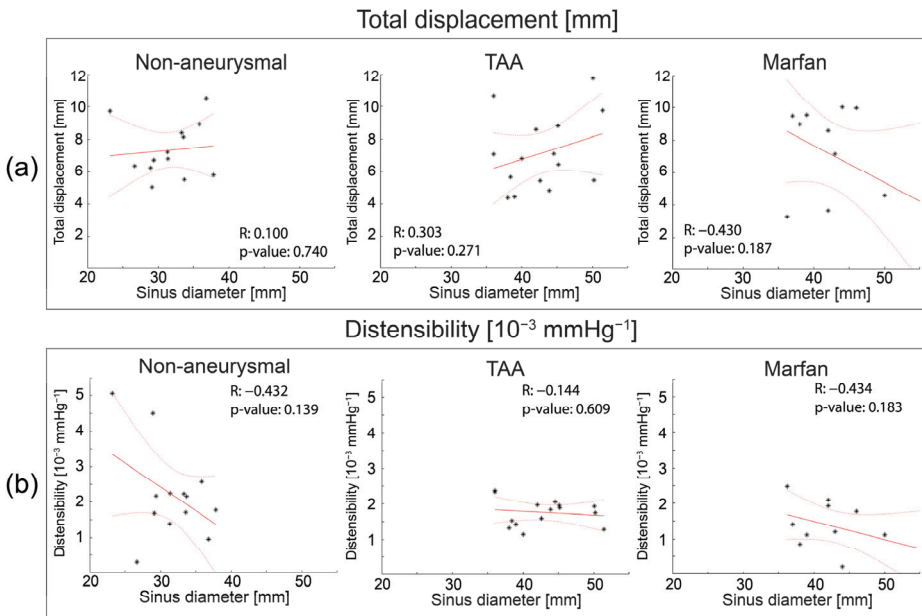 Total displacement [mm]
(a)
Non-aneurysmal
Total displacement [mm]
12
10
8
6
4
2
R: 0.100
p-value: 0.740
20 30 40 50
Sinus diameter [mm]
TAA
Total displacement [mm]
12
10
8
6
4
2
R: 0.303
p-value: 0.271
20 30 40 50
Sinus diameter [mm]
Marfan
Total displacement [mm]
12
10
8
6
4
2
R: −0.430
p-value: 0.187
20 30 40 50
Sinus diameter [mm]
Distensibility [10⁻³ mmHg⁻¹]
(b)
Non-aneurysmal
Distensibility [10⁻³ mmHg⁻¹]
5
4
3
2
1
R: −0.432
p-value: 0.139
20 30 40 50
Sinus diameter [mm]
TAA
Distensibility [10⁻³ mmHg⁻¹]
5
4
3
2
1
R: −0.144
p-value: 0.609
20 30 40 50
Sinus diameter [mm]
Marfan
Distensibility [10⁻³ mmHg⁻¹]
5
4
3
2
1
R: −0.434
p-value: 0.183
20 30 40 50
Sinus diameter [mm]